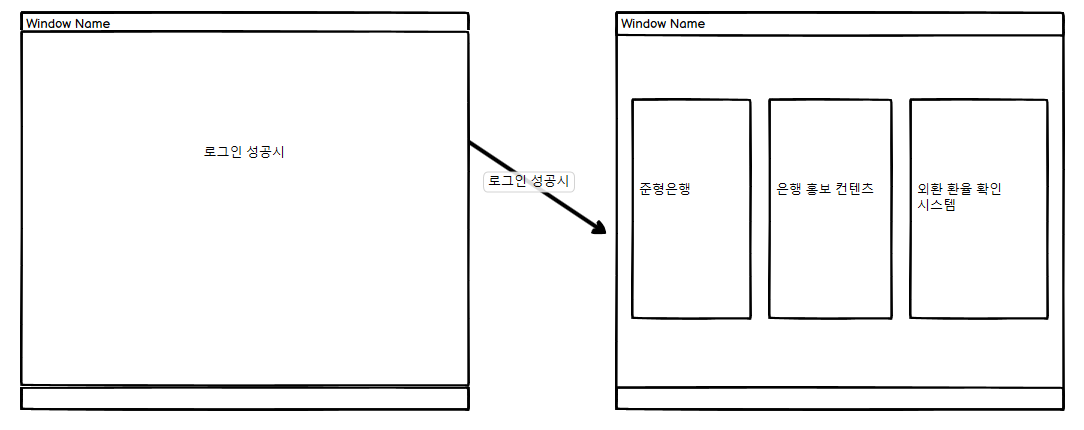 Window Name
로그인 성공시
로그인 성공시
Window Name
준형은행
은행 홍보 컨텐츠
외환 환율 확인
시스템